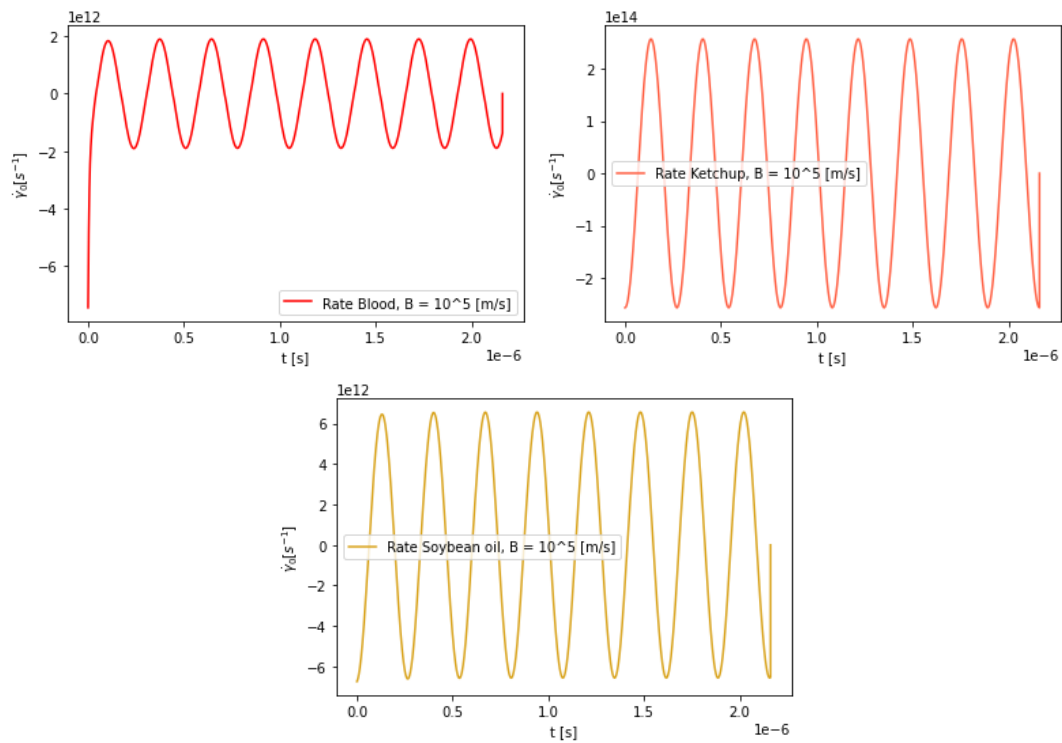 1e12
2
0
−2
−4
−6
γ̇₀[s⁻¹]
Rate Blood, B = 10^5 [m/s]
0.0 0.5 1.0 1.5 2.0
1e−6
t [s]
1e14
2
1
0
−1
−2
γ̇₀[s⁻¹]
Rate Ketchup, B = 10^5 [m/s]
0.0 0.5 1.0 1.5 2.0
1e−6
t [s]
1e12
6
4
2
0
−2
−4
−6
γ̇₀[s⁻¹]
Rate Soybean oil, B = 10^5 [m/s]
0.0 0.5 1.0 1.5 2.0
1e−6
t [s]